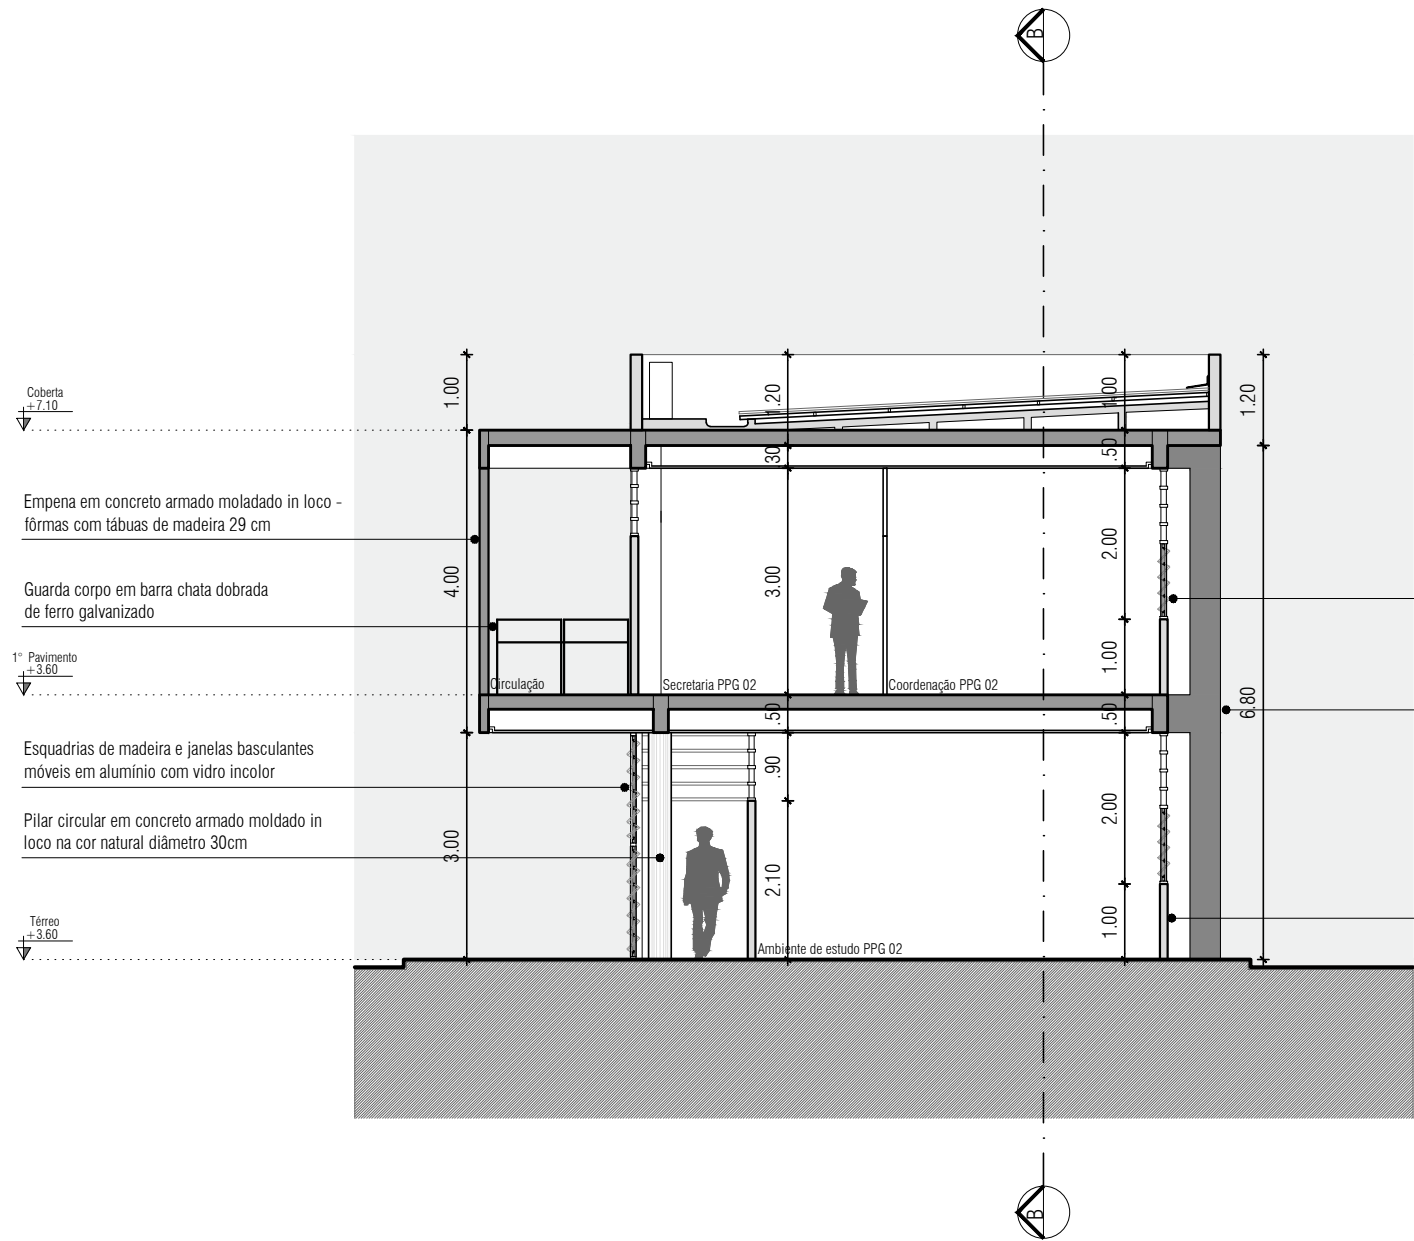 B
Coberta
+7.10
Empena em concreto armado moladado in loco -
fôrmas com tábuas de madeira 29 cm
Guarda corpo em barra chata dobrada
de ferro galvanizado
1° Pavimento
+3.60
Esquadrias de madeira e janelas basculantes
móveis em alumínio com vidro incolor
Pilar circular em concreto armado moldado in
loco na cor natural diâmetro 30cm
Térreo
+3.60
1.00
4.00
3.00
1.20
.30
3.00
.50
.90
2.10
1.00
.50
2.00
1.00
.50
2.00
1.00
1.20
6.80
Circulação
Secretaria PPG 02
Coordenação PPG 02
Ambiente de estudo PPG 02
B